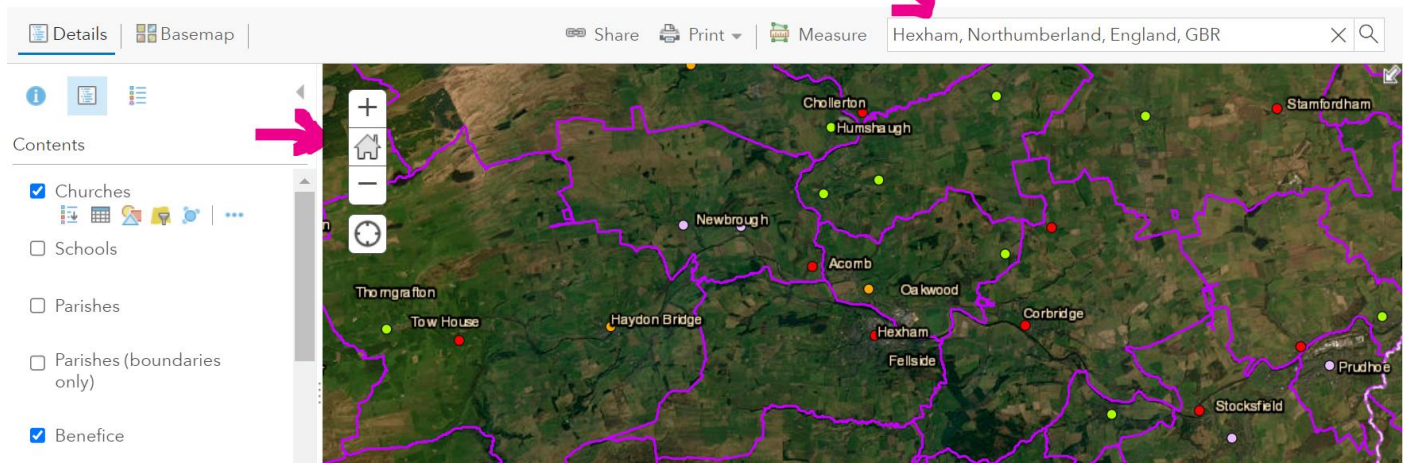 Details
Basemap
Share
Print
Measure
Hexham, Northumberland, England, GBR
Contents
Churches
Schools
Parishes
Parishes (boundaries
only)
Benefice
Chollerton
Humshaugh
Stamfordham
Newbrough
Acomb
Oakwood
Thorngrafton
Tow House
Haydon Bridge
Corbridge
Hexham
Fellside
Prudhoe
Stocksfield